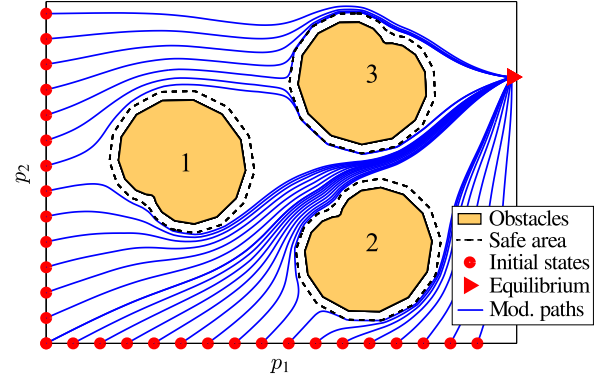 3
1
p₂
2
Obstacles
Safe area
Initial states
Equilibrium
Mod. paths
p₁